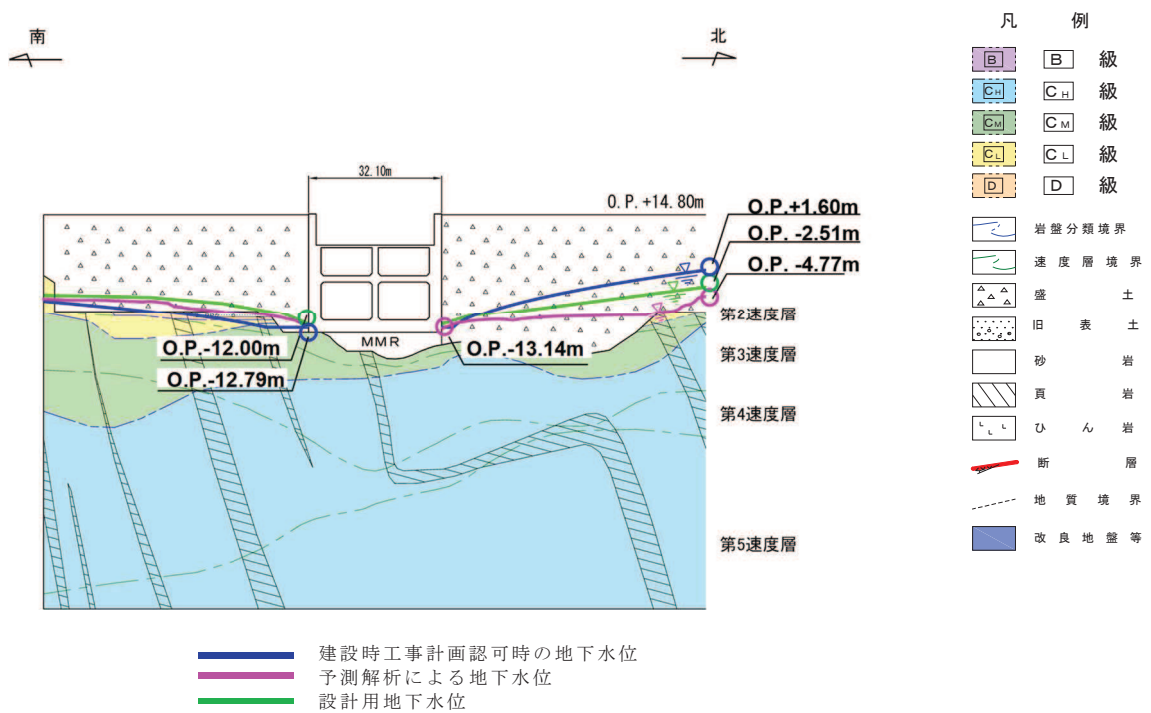 南
北
32.10m
O.P.+14.80m
O.P.+1.60m
O.P. -2.51m
O.P. -4.77m
第2速度層
MMR
O.P.-12.00m
O.P.-13.14m
第3速度層
O.P.-12.79m
第4速度層
第5速度層
建設時工事計画認可時の地下水位
予測解析による地下水位
設計用地下水位
凡 例
B B 級
CH CH 級
CM CM 級
CL CL 級
D D 級
岩盤分類境界
速度層境界
盛土
旧表土
砂岩
頁岩
ひん岩
断層
地質境界
改良地盤等